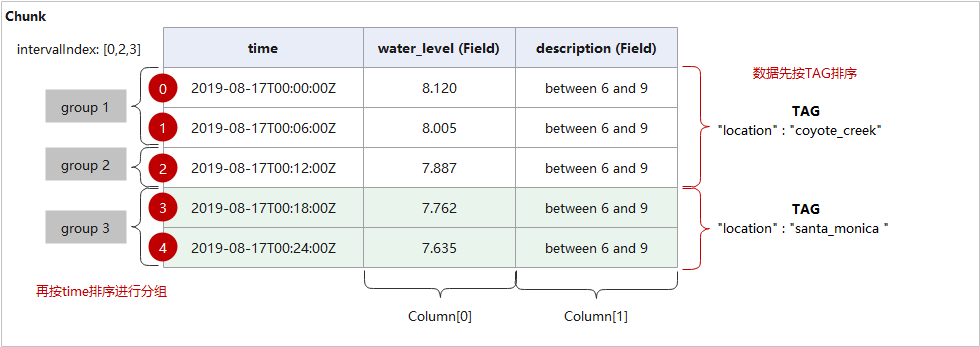 Chunk
intervalIndex: [0,2,3]
time
water_level (Field)
description (Field)
数据先按TAG排序
group 1
0
2019-08-17T00:00:00Z
8.120
between 6 and 9
1
2019-08-17T00:06:00Z
8.005
between 6 and 9
TAG
"location" : "coyote_creek"
group 2
2
2019-08-17T00:12:00Z
7.887
between 6 and 9
group 3
3
2019-08-17T00:18:00Z
7.762
between 6 and 9
4
2019-08-17T00:24:00Z
7.635
between 6 and 9
TAG
"location" : "santa_monica "
再按time排序进行分组
Column[0]
Column[1]